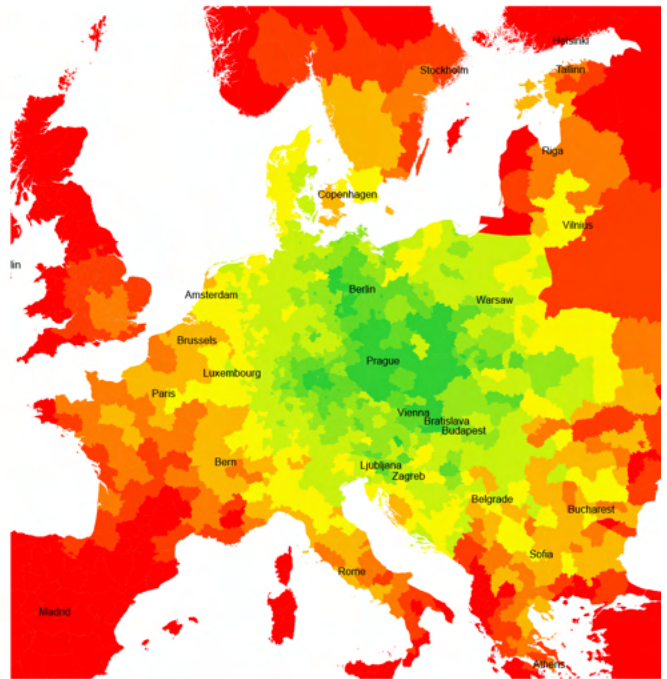 Helsinki
Stockholm
Tallinn
Riga
Copenhagen
Vilnius
lin
Berlin
Amsterdam
Warsaw
Brussels
Prague
Luxembourg
Paris
Vienna
Bratislava
Budapest
Bern
Ljubljana
Zagreb
Belgrade
Bucharest
Sofia
Rome
Madrid
Athens